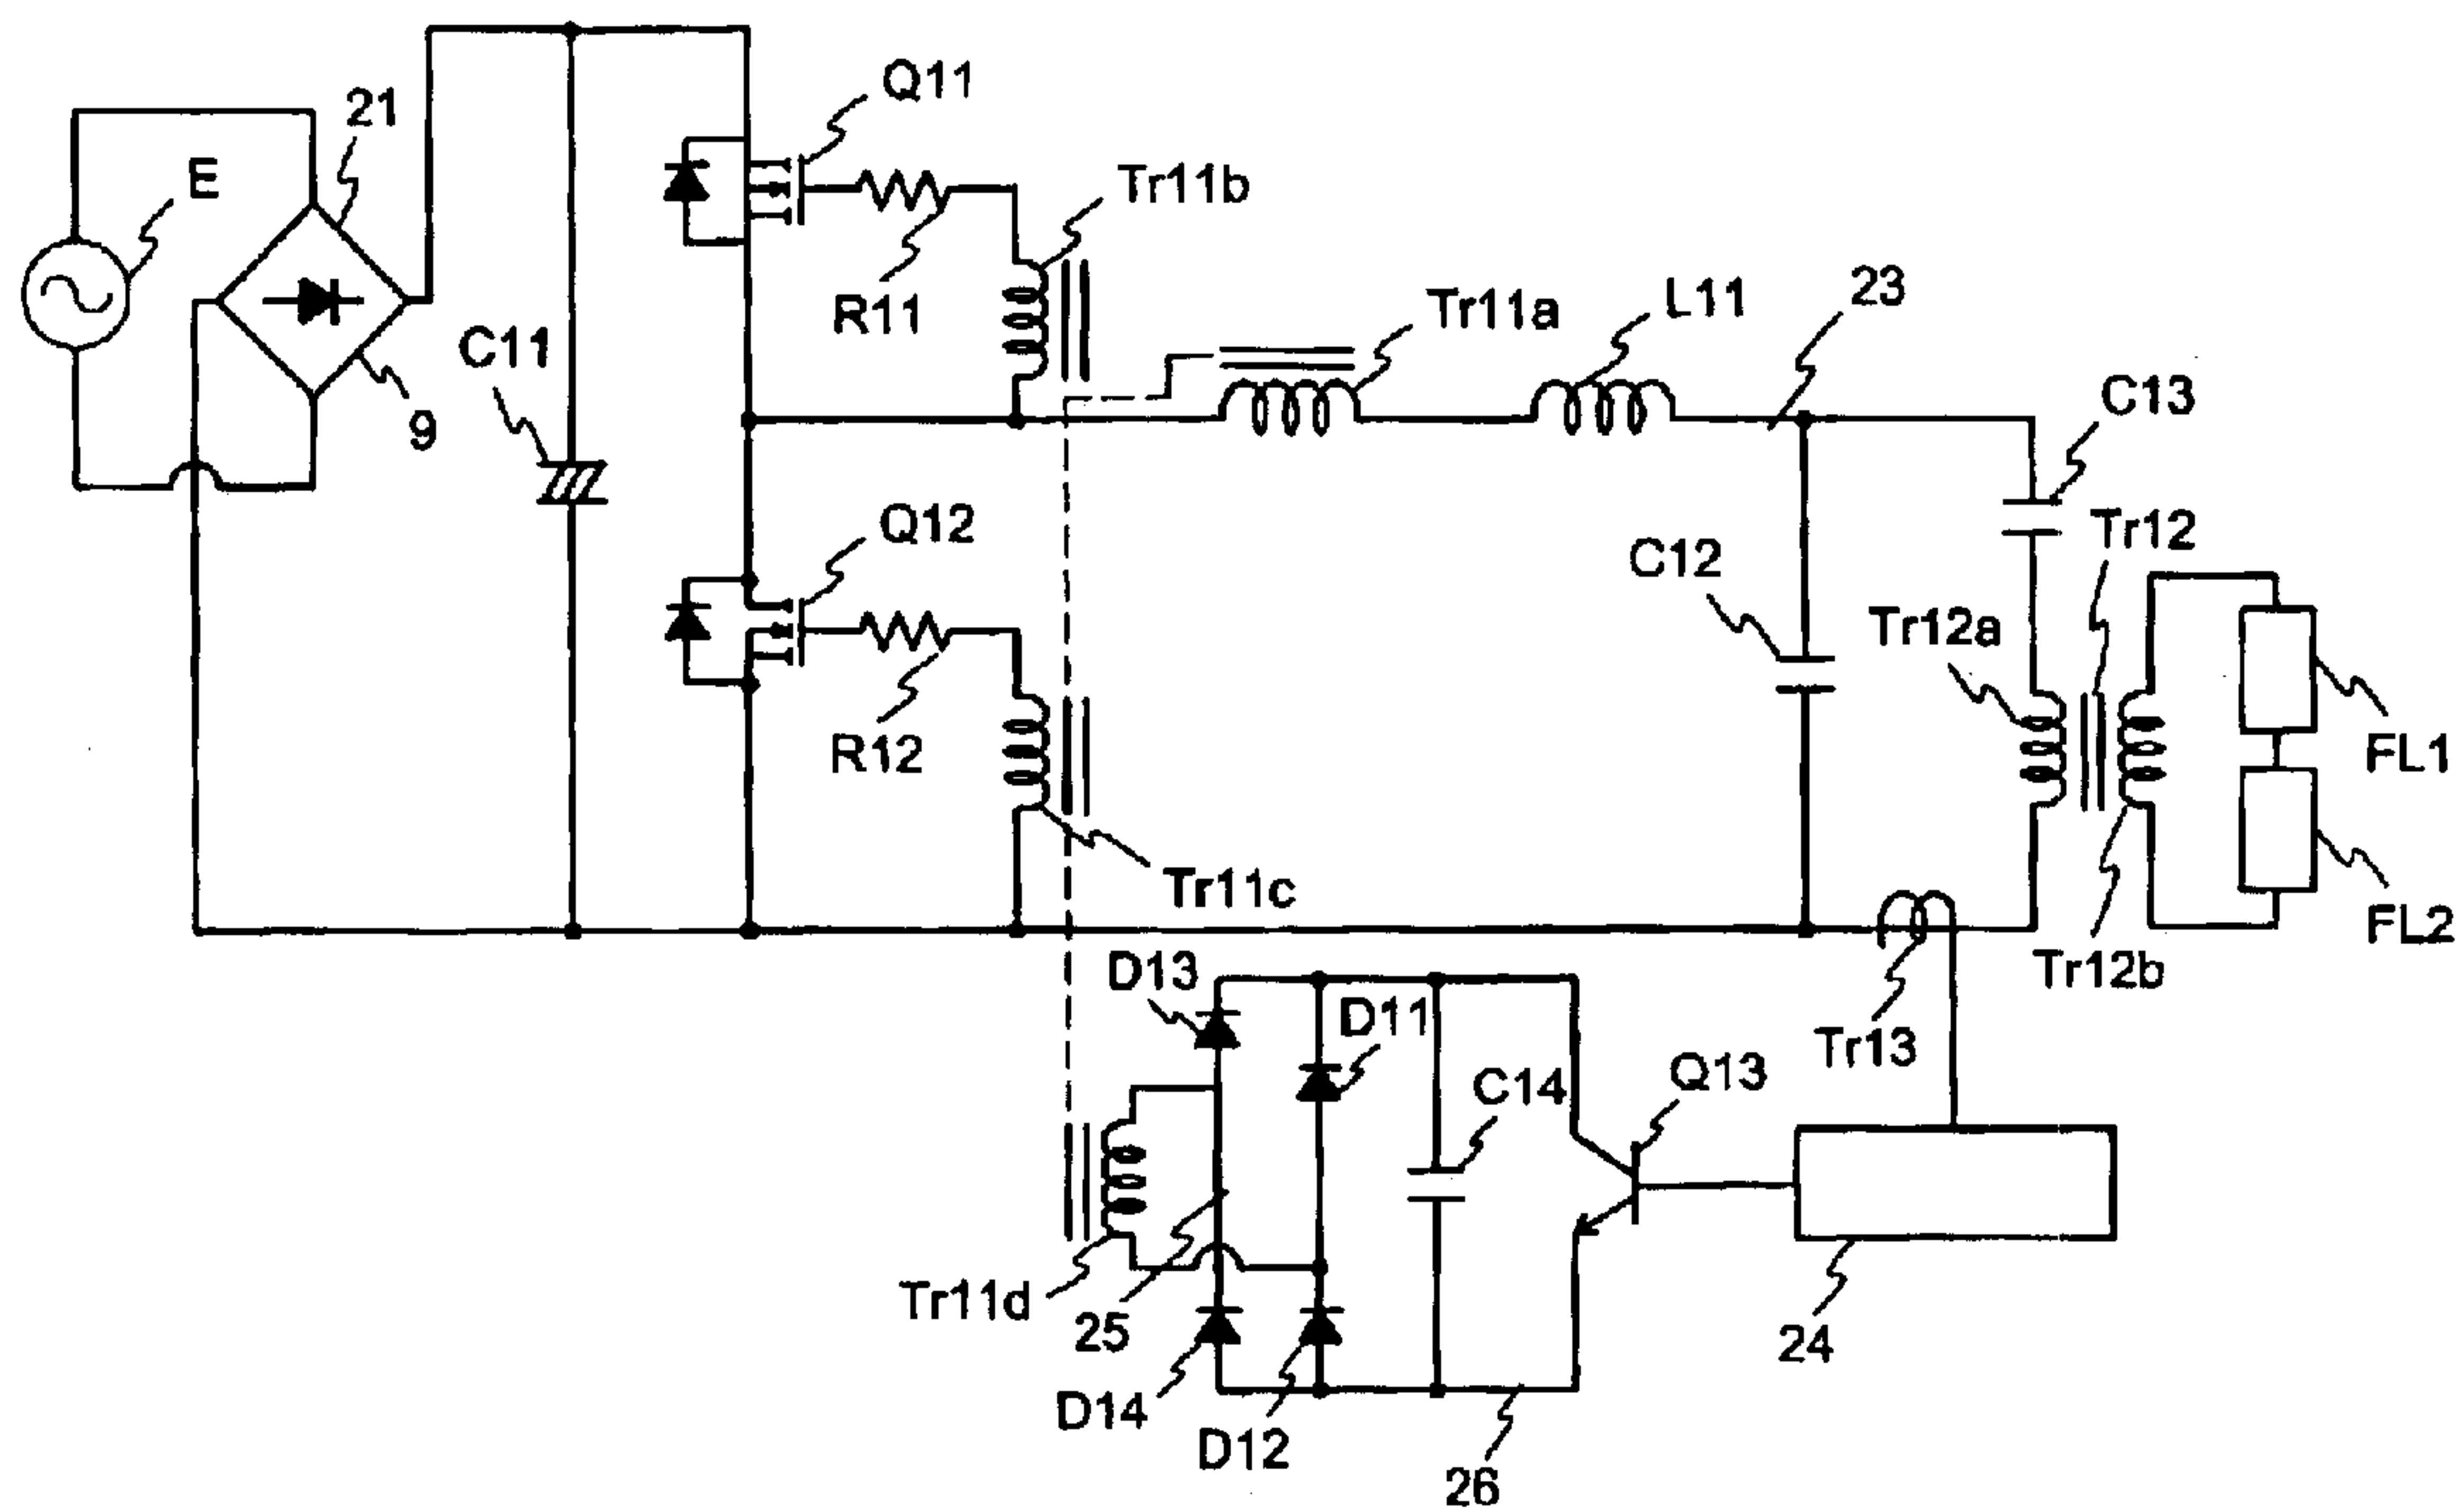 Q11
21
E
Tr11b
R11
Tr11a
L11
23
C11
9
C13
Q12
C12
Tr12
Tr12a
R12
FL1
Tr11c
FL2
D13
Tr12b
D11
Tr13
Q13
C14
Tr11d
25
24
D14
D12
26